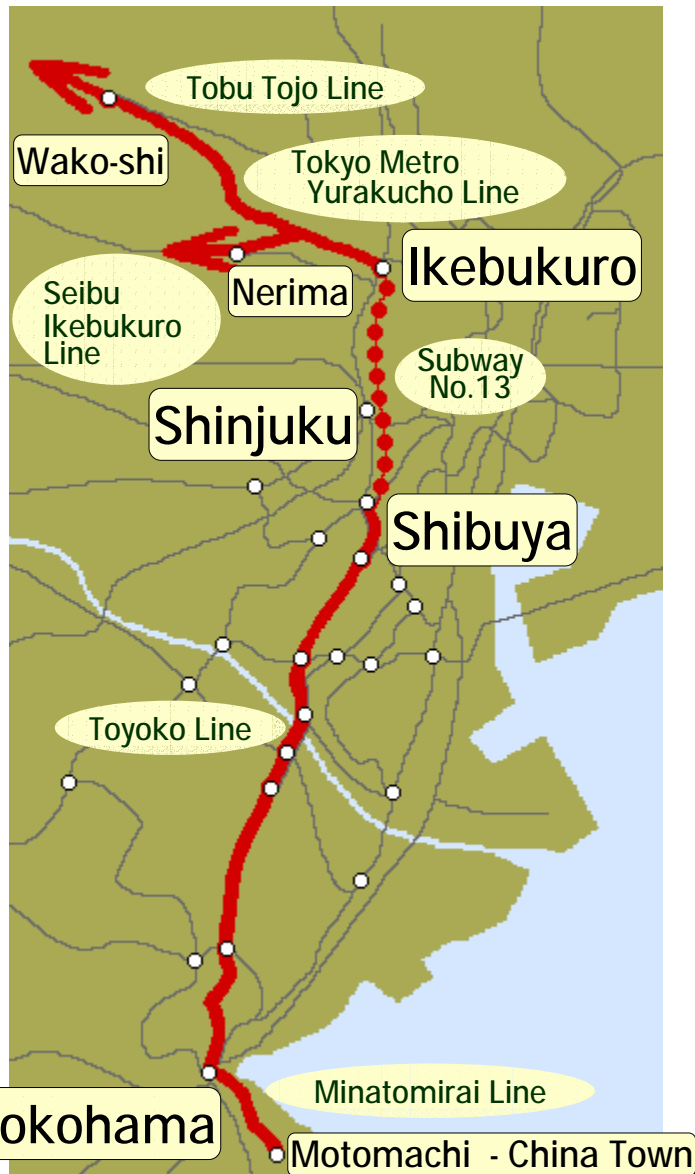 Tobu Tojo Line
Wako-shi
Tokyo Metro
Yurakucho Line
Ikebukuro
Nerima
Seibu
Ikebukuro
Line
Subway
No.13
Shinjuku
Shibuya
Toyoko Line
Minatomirai Line
okohama
Motomachi - China Town